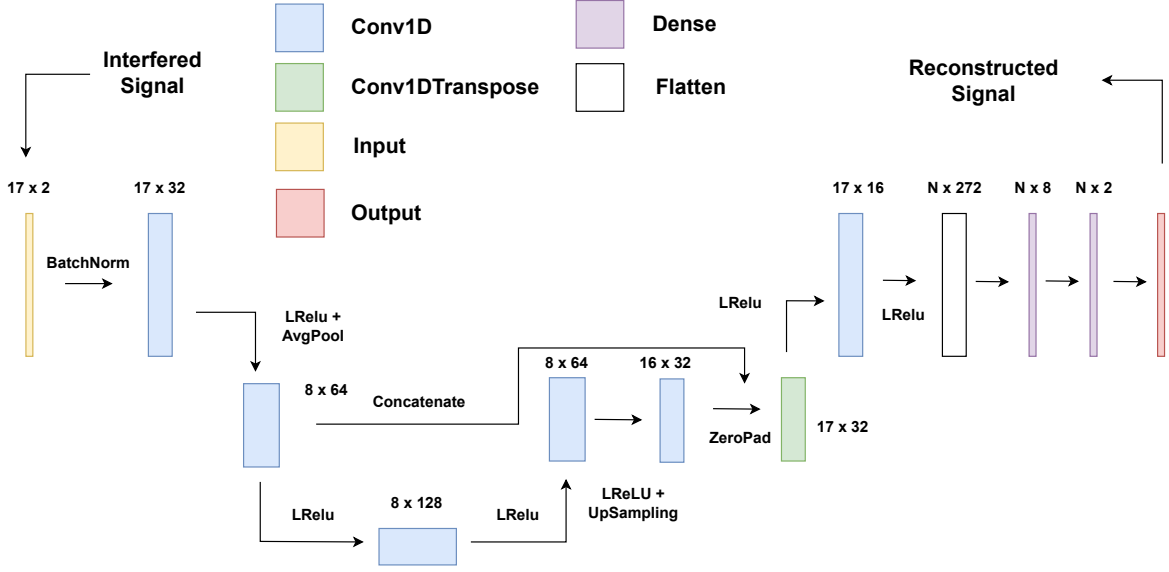 Conv1D
Dense
Interfered
Signal
Conv1DTranspose
Flatten
Reconstructed
Signal
Input
Output
17 x 2
17 x 32
17 x 16
N x 272
N x 8
N x 2
BatchNorm
LRelu +
AvgPool
LRelu
LRelu
8 x 64
Concatenate
8 x 64
16 x 32
ZeroPad
17 x 32
LRelu
8 x 128
LRelu
LReLU +
UpSampling